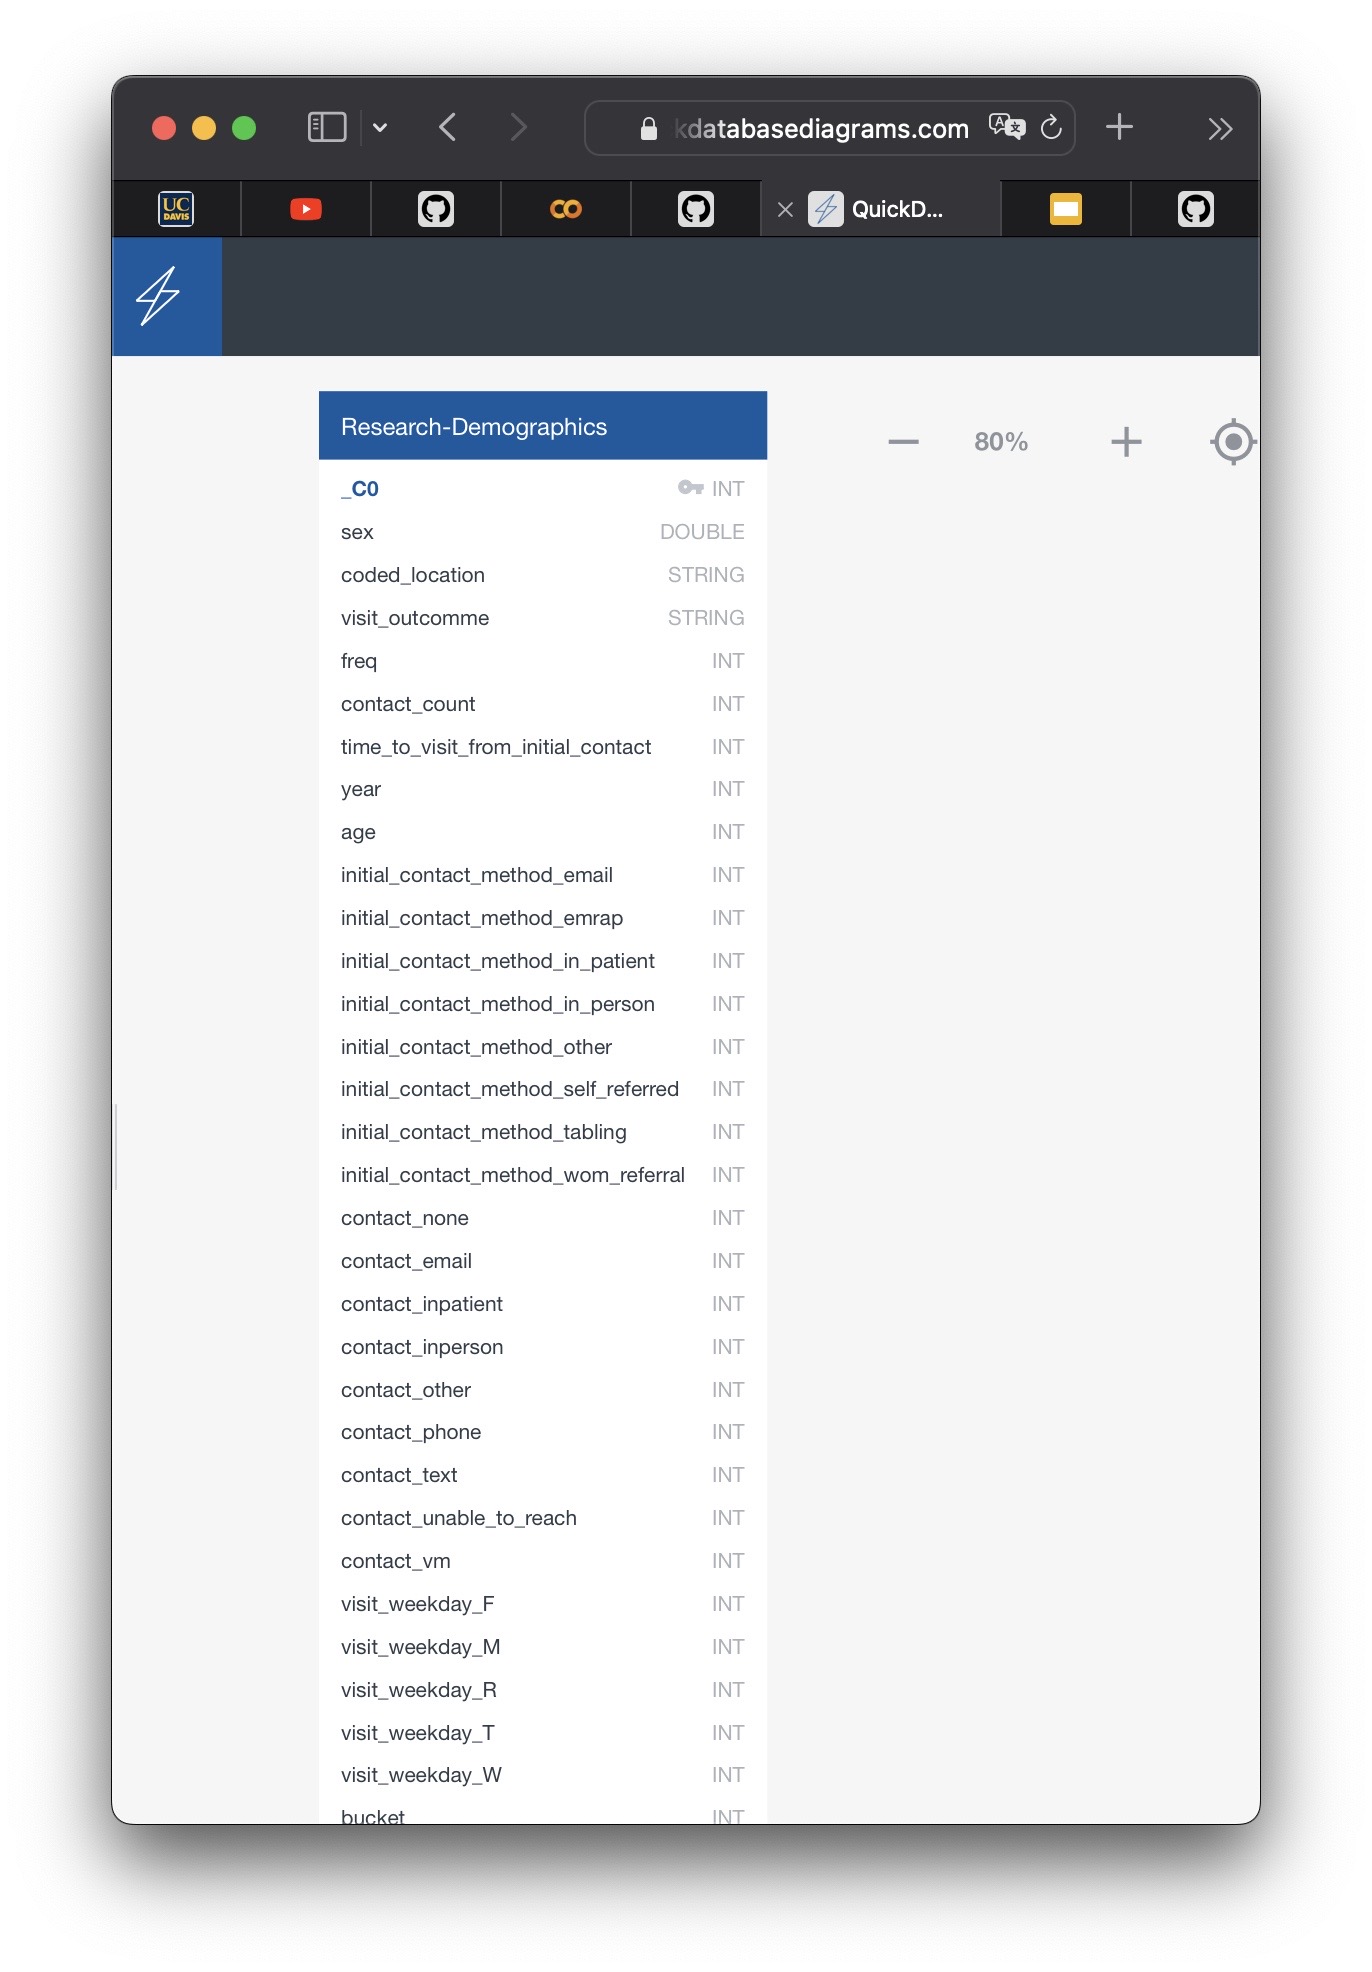 kdatabasediagrams.com
UC
DAVIS
QuickD...
Research-Demographics
80%
_C0 INT
sex DOUBLE
coded_location STRING
visit_outcomme STRING
freq INT
contact_count INT
time_to_visit_from_initial_contact INT
year INT
age INT
initial_contact_method_email INT
initial_contact_method_emrap INT
initial_contact_method_in_patient INT
initial_contact_method_in_person INT
initial_contact_method_other INT
initial_contact_method_self_referred INT
initial_contact_method_tabling INT
initial_contact_method_wom_referral INT
contact_none INT
contact_email INT
contact_inpatient INT
contact_inperson INT
contact_other INT
contact_phone INT
contact_text INT
contact_unable_to_reach INT
contact_vm INT
visit_weekday_F INT
visit_weekday_M INT
visit_weekday_R INT
visit_weekday_T INT
visit_weekday_W INT
bucket INT